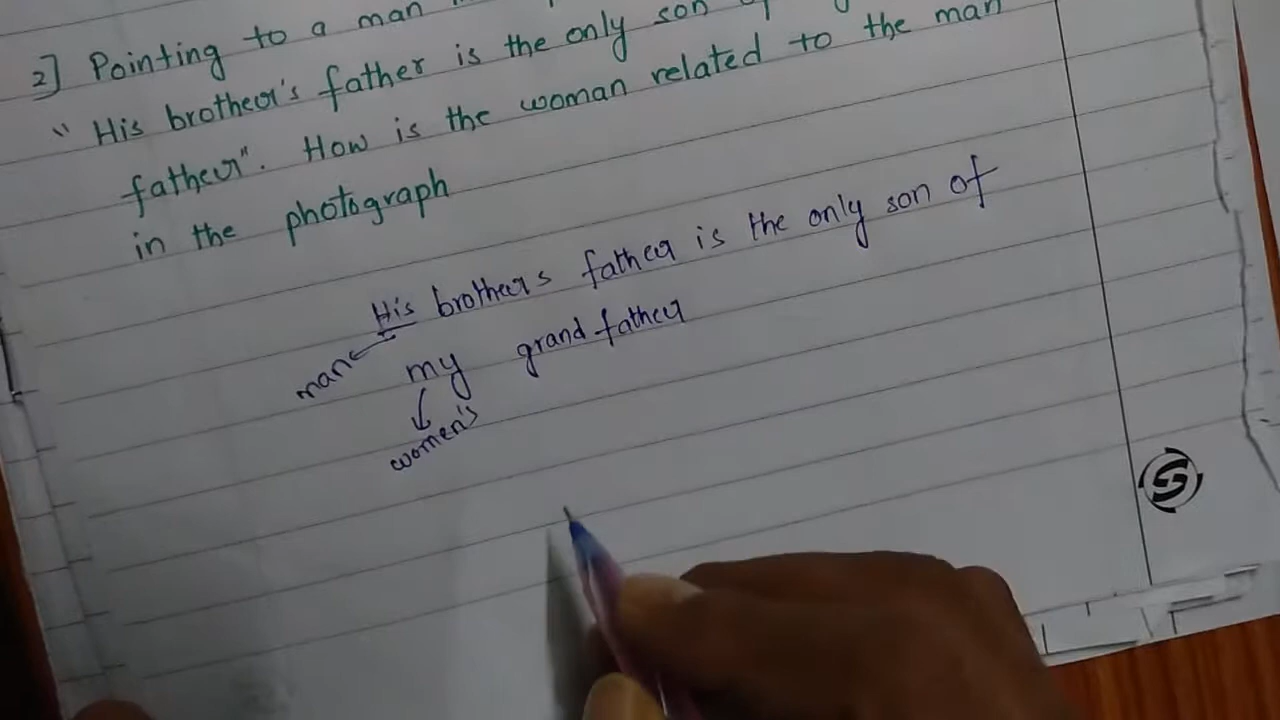 2] Pointing to a man
"His brother's father is the only son
father". How is the woman related to the man
in the photograph
His brothers father is the only son of
man
my grand father
women's